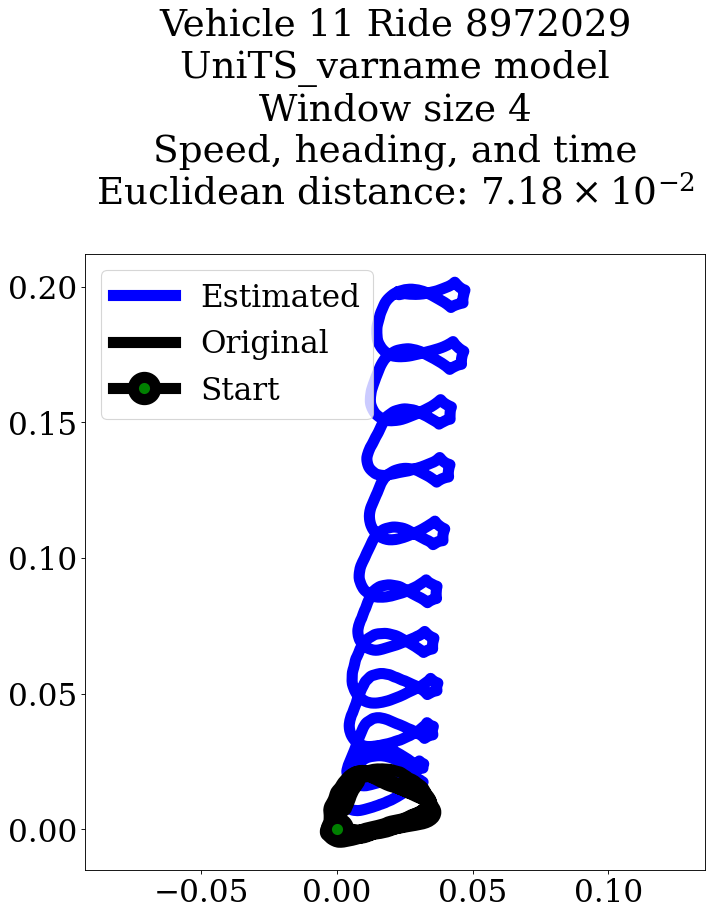 Vehicle 11 Ride 8972029
UniTS_varname model
Window size 4
Speed, heading, and time
Euclidean distance: 7.18 × 10⁻²
Estimated
Original
Start
0.20
0.15
0.10
0.05
0.00
−0.05 0.00 0.05 0.10